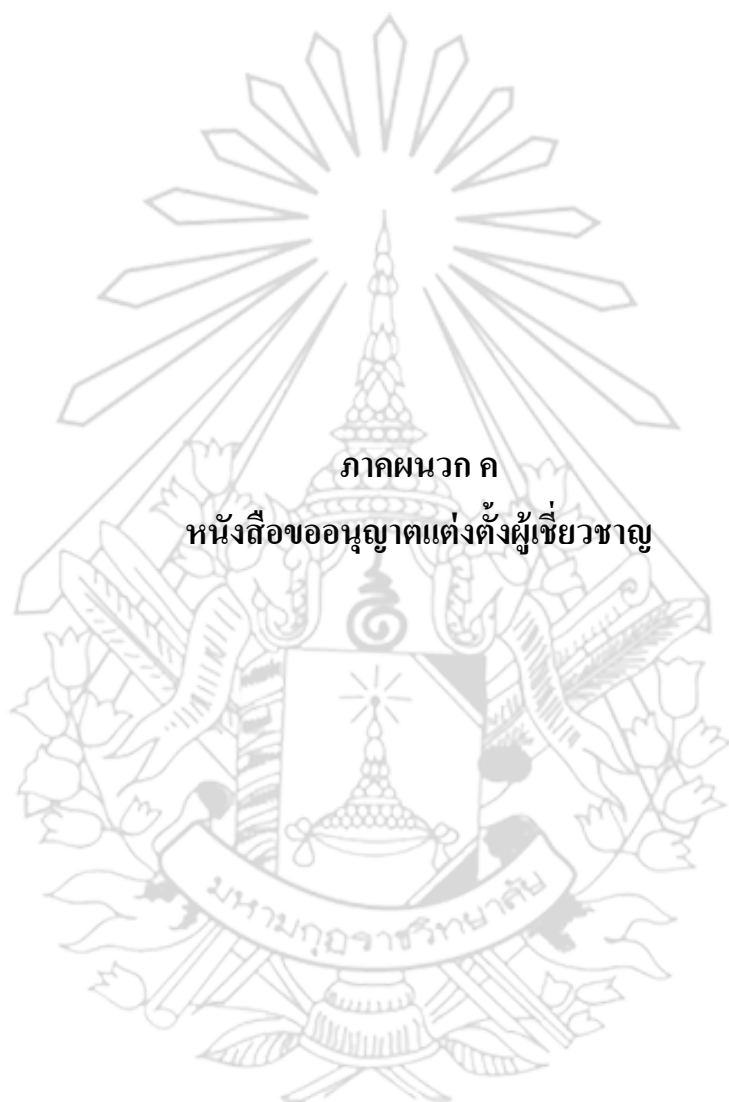 ภาคผนวก ค
หนังสือขออนุญาตแต่งตั้งผู้เชี่ยวชาญ
มหามกุฏราชวิทยาลัย